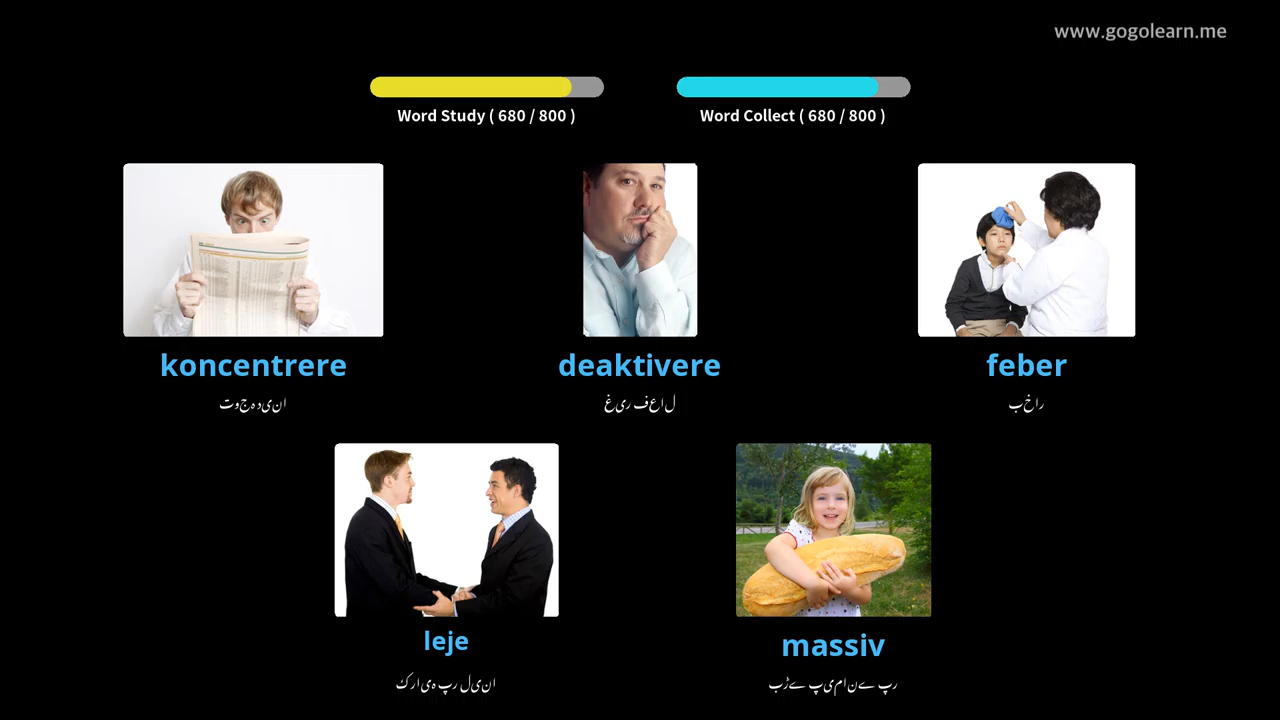 www.gogolearn.me
Word Study ( 680 / 800 )
Word Collect ( 680 / 800 )
koncentrere
توجہ دینا
deaktivere
غیر فعال
feber
بخار
leje
کرایہ پر لینا
massiv
بڑے پیمانے پر